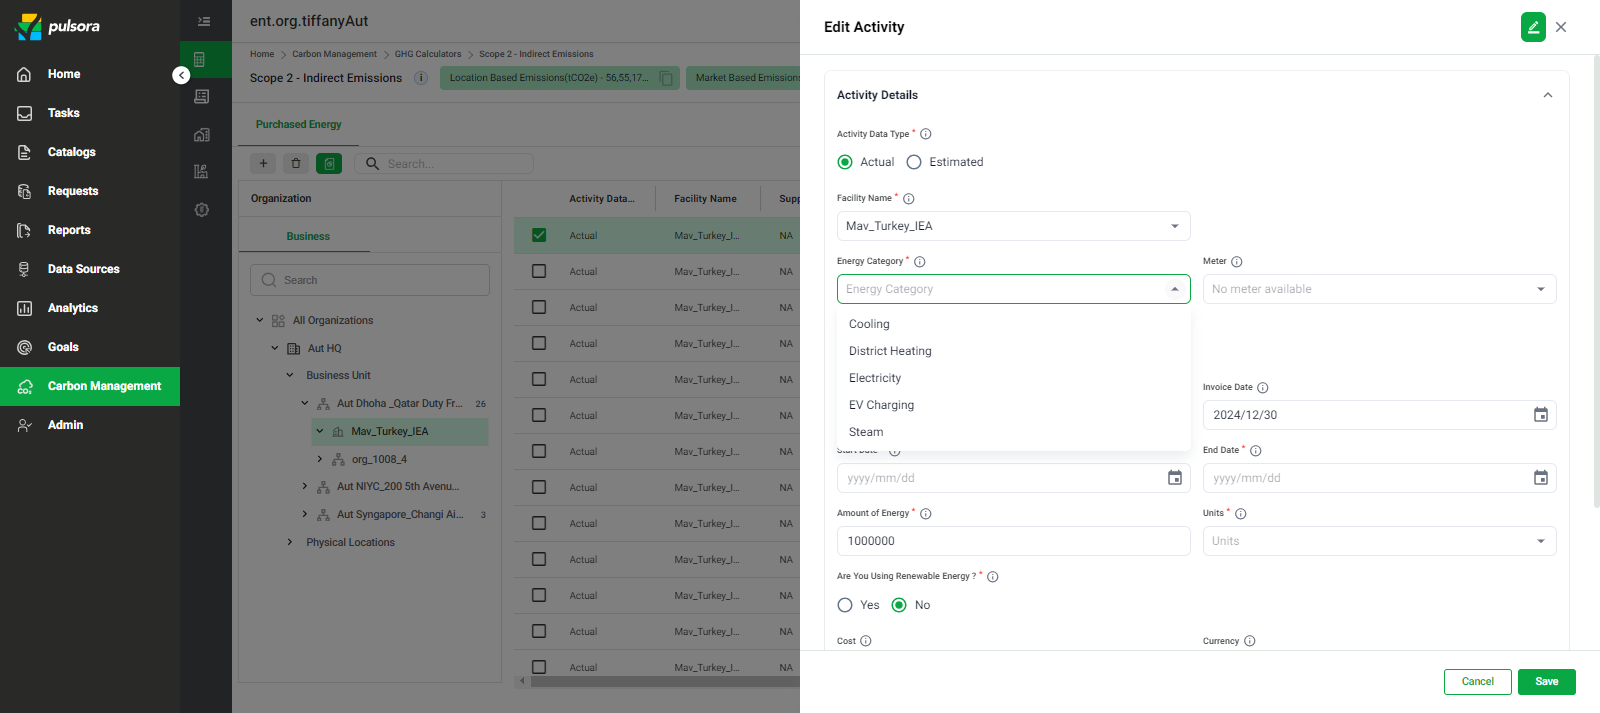 pulsora
Home
Tasks
Catalogs
Requests
Reports
Data Sources
Analytics
Goals
Carbon Management
Admin
ent.org.tiffanyAut
Home > Carbon Management > GHG Calculators > Scope 2 - Indirect Emissions
Scope 2 - Indirect Emissions
Location Based Emissions(tCO2e) - 56,55,17...
Market Based Emissions
Purchased Energy
Search...
Organization
Business
Search
All Organizations
Aut HQ
Business Unit
Aut Dhoha _Qatar Duty Fr... 26
Mav_Turkey_IEA
org_1008_4
Aut NIYC_200 5th Avenu...
Aut Syngapore_Changi Ai... 3
Physical Locations
Activity Data... Facility Name Supp
Actual Mav_Turkey_I... NA
Actual Mav_Turkey_I... NA
Actual Mav_Turkey_I... NA
Actual Mav_Turkey_I... NA
Actual Mav_Turkey_I... NA
Actual Mav_Turkey_I... NA
Actual Mav_Turkey_I... NA
Actual Mav_Turkey_I... NA
Actual Mav_Turkey_I... NA
Actual Mav_Turkey_I... NA
Actual Mav_Turkey_I... NA
Actual Mav_Turkey_I... NA
Actual Mav_Turkey_I... NA
Edit Activity
Activity Details
Activity Data Type *
Actual Estimated
Facility Name *
Mav_Turkey_IEA
Energy Category * Meter
Energy Category No meter available
Cooling
District Heating
Electricity
EV Charging
Steam
Invoice Date
2024/12/30
Start Date End Date *
yyyy/mm/dd yyyy/mm/dd
Amount of Energy * Units *
1000000 Units
Are You Using Renewable Energy ? *
Yes No
Cost Currency
Cancel Save